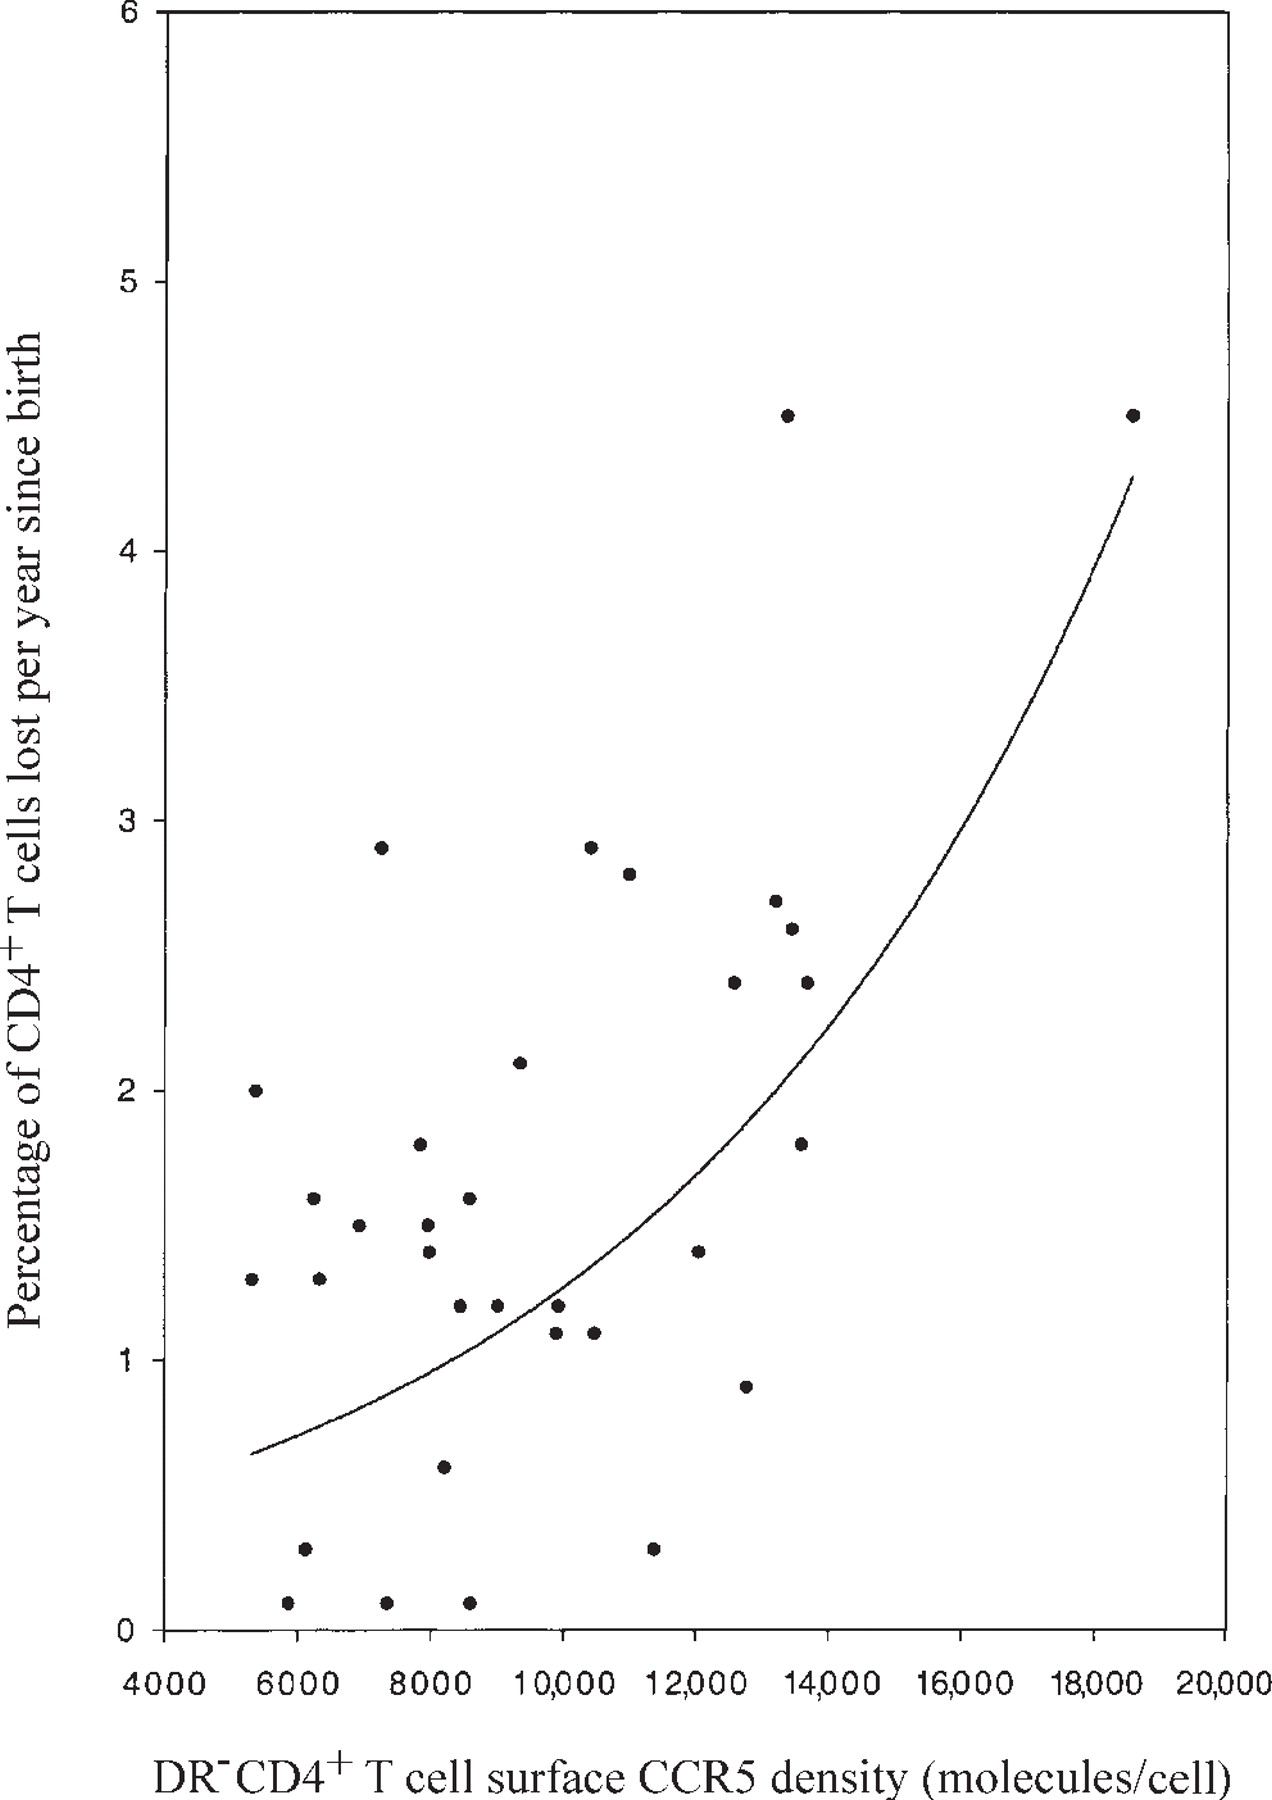 Percentage of CD4+ T cells lost per year since birth
6
5
4
3
2
1
0
4000 6000 8000 10,000 12,000 14,000 16,000 18,000 20,000
DR-CD4+ T cell surface CCR5 density (molecules/cell)